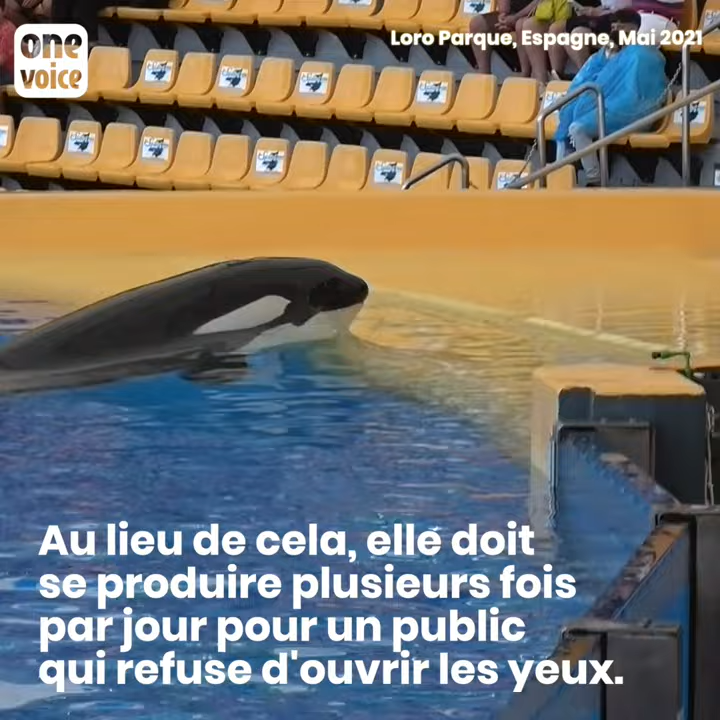 one
voice
Loro Parque, Espagne, Mai 2021
Au lieu de cela, elle doit
se produire plusieurs fois
par jour pour un public
qui refuse d'ouvrir les yeux.